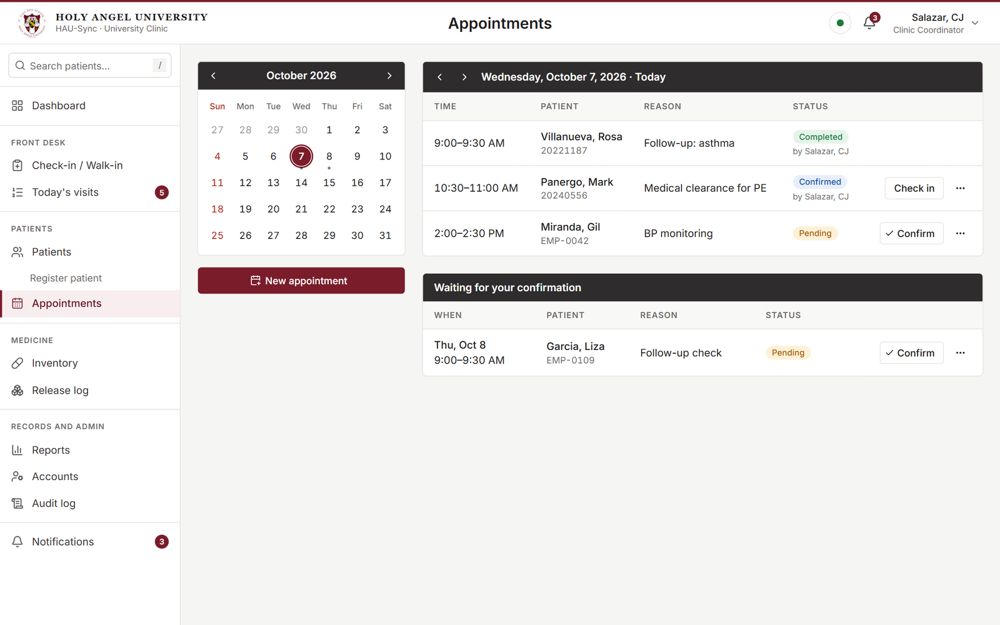 HOLY ANGEL UNIVERSITY
HAU-Sync · University Clinic
Appointments
3
Salazar, CJ
Clinic Coordinator
Search patients...
/
Dashboard
FRONT DESK
Check-in / Walk-in
Today's visits
5
PATIENTS
Patients
Register patient
Appointments
MEDICINE
Inventory
Release log
RECORDS AND ADMIN
Reports
Accounts
Audit log
Notifications
3
October 2026
Sun Mon Tue Wed Thu Fri Sat
27 28 29 30 1 2 3
4 5 6 7 8 9 10
11 12 13 14 15 16 17
18 19 20 21 22 23 24
25 26 27 28 29 30 31
New appointment
Wednesday, October 7, 2026 · Today
TIME PATIENT REASON STATUS
9:00–9:30 AM Villanueva, Rosa Follow-up: asthma Completed
20221187 by Salazar, CJ
10:30–11:00 AM Panergo, Mark Medical clearance for PE Confirmed Check in
20240556 by Salazar, CJ
2:00–2:30 PM Miranda, Gil BP monitoring Pending Confirm
EMP-0042
Waiting for your confirmation
WHEN PATIENT REASON STATUS
Thu, Oct 8 Garcia, Liza Follow-up check Pending Confirm
9:00–9:30 AM EMP-0109